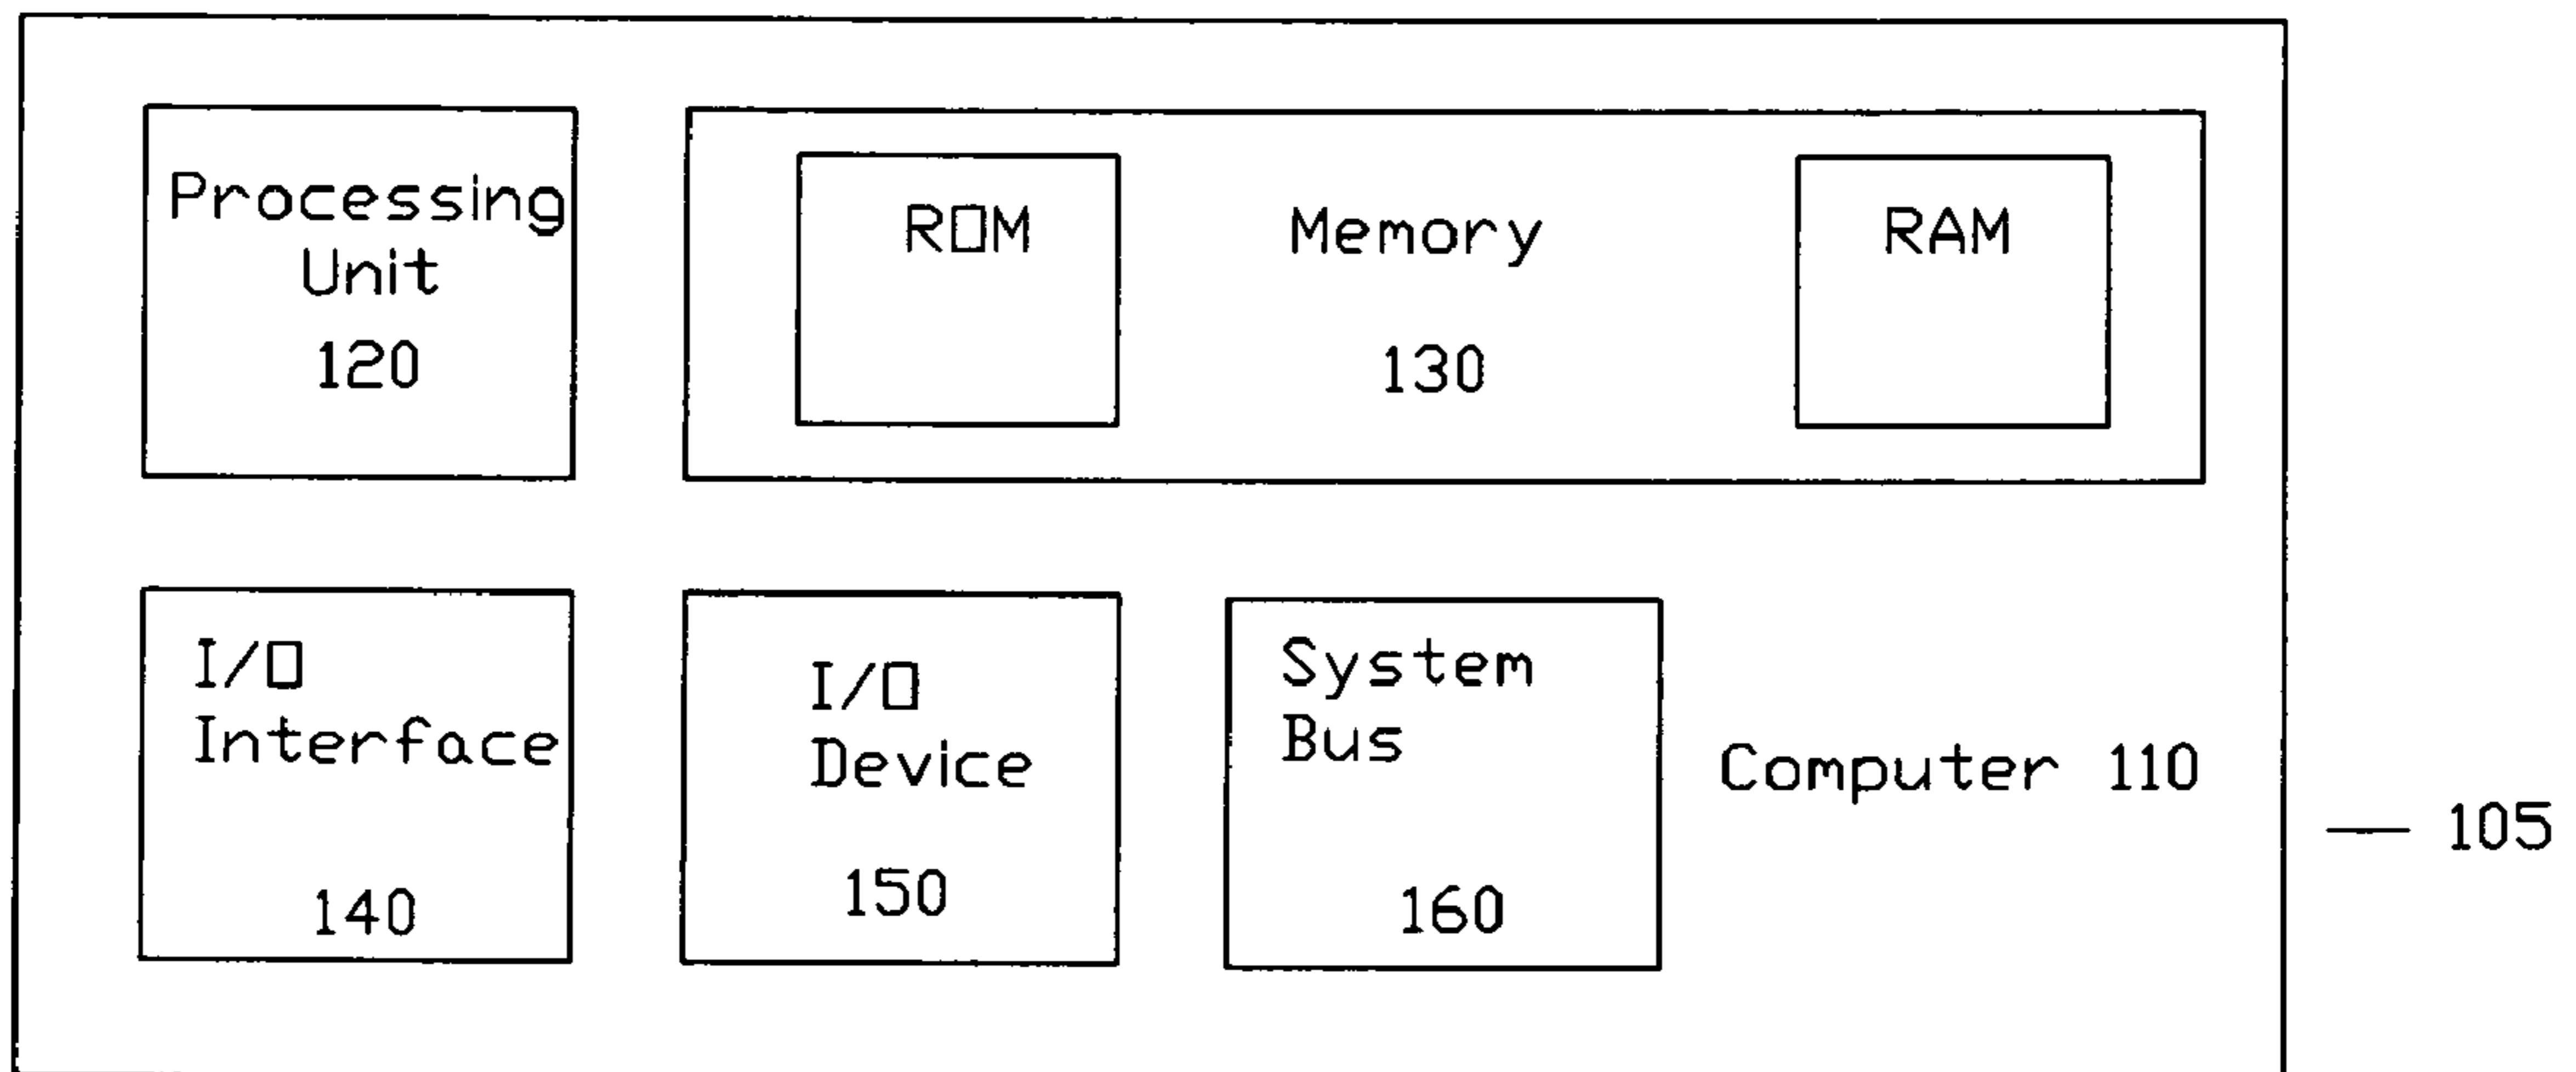 Processing
Unit
120
ROM
Memory
130
RAM
I/O
Interface
140
I/O
Device
150
System
Bus
160
Computer 110
105